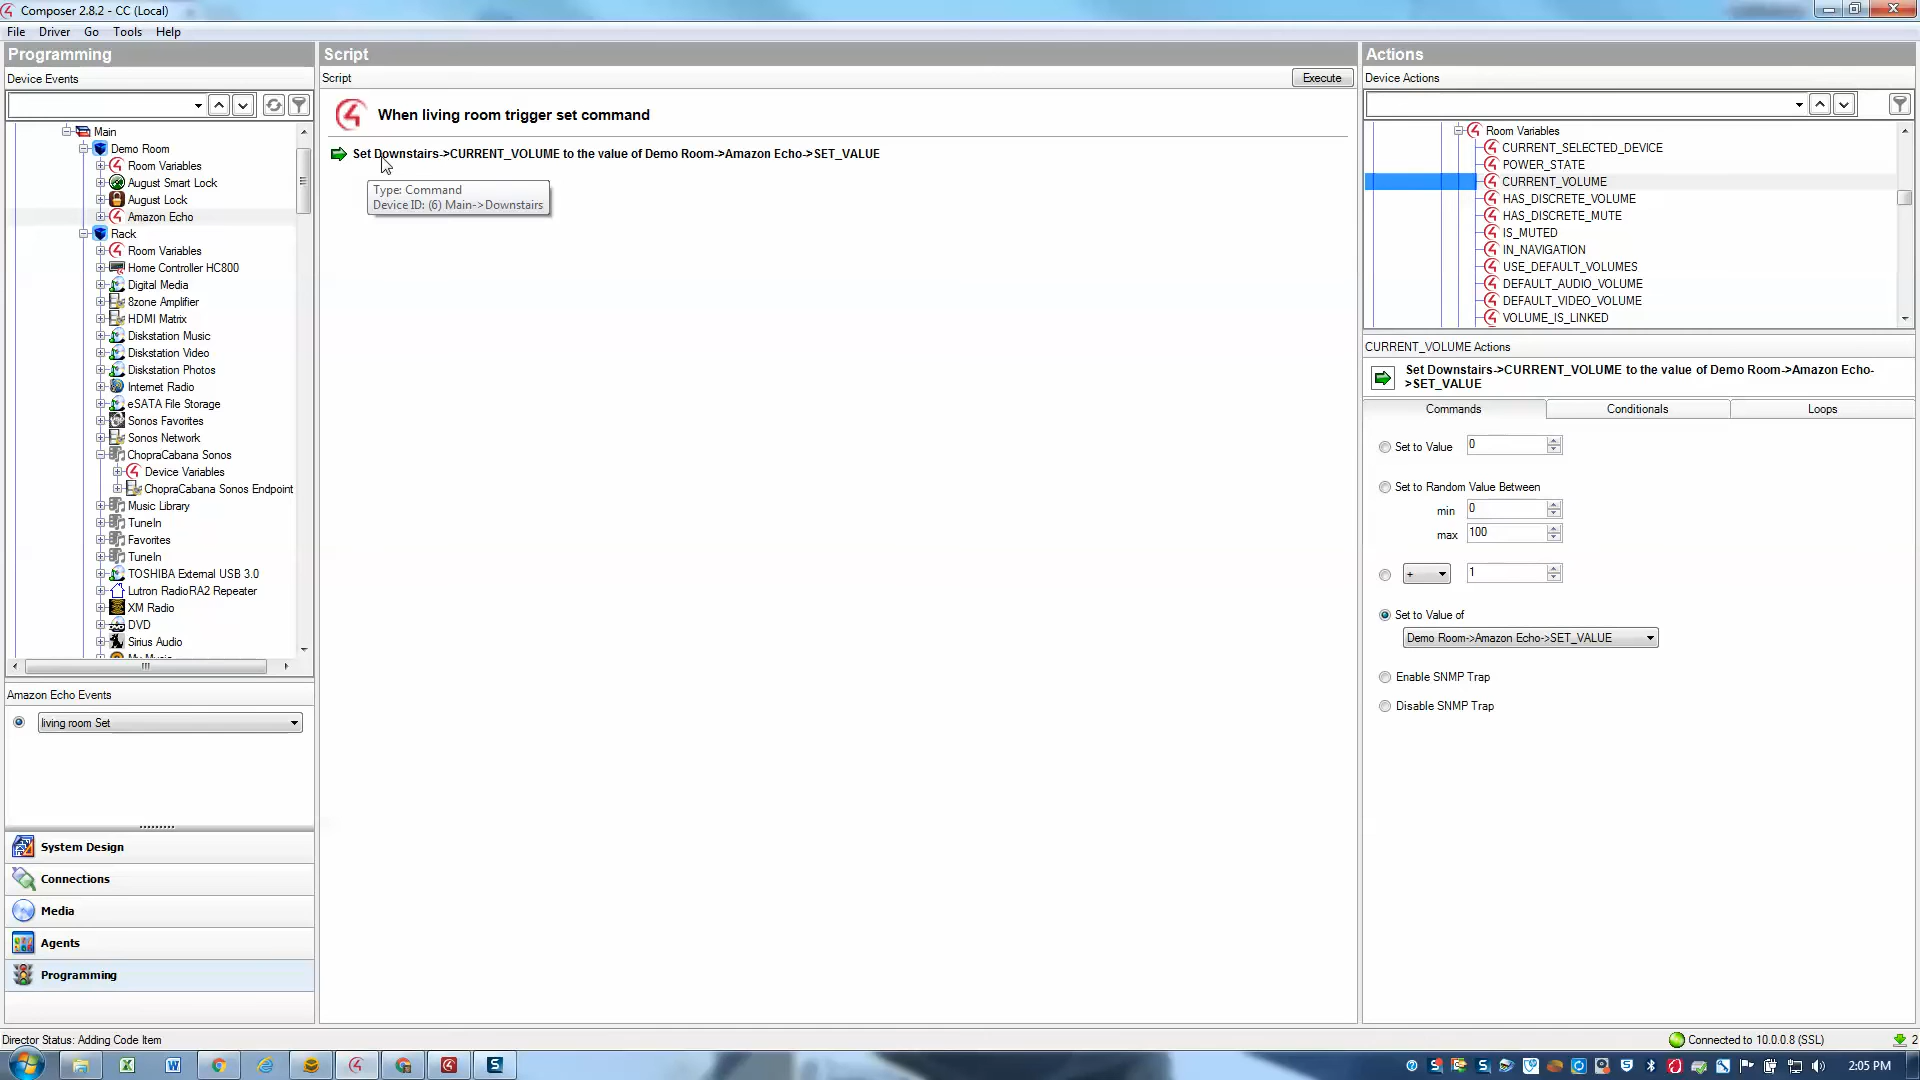 Composer 2.8.2 - CC (Local)
File Driver Go Tools Help
Programming
Device Events
Main
Demo Room
Room Variables
August Smart Lock
August Lock
Amazon Echo
Rack
Room Variables
Home Controller HC800
Digital Media
8zone Amplifier
HDMI Matrix
Diskstation Music
Diskstation Video
Diskstation Photos
Internet Radio
eSATA File Storage
Sonos Favorites
Sonos Network
ChopraCabana Sonos
Device Variables
ChopraCabana Sonos Endpoint
Music Library
TuneIn
Favorites
TuneIn
TOSHIBA External USB 3.0
Lutron RadioRA2 Repeater
XM Radio
DVD
Sirius Audio
Amazon Echo Events
living room Set
System Design
Connections
Media
Agents
Programming
Director Status: Adding Code Item
Script
Script
Execute
When living room trigger set command
Set Downstairs->CURRENT_VOLUME to the value of Demo Room->Amazon Echo->SET_VALUE
Type: Command
Device ID: (6) Main->Downstairs
Actions
Device Actions
Room Variables
CURRENT_SELECTED_DEVICE
POWER_STATE
CURRENT_VOLUME
HAS_DISCRETE_VOLUME
HAS_DISCRETE_MUTE
IS_MUTED
IN_NAVIGATION
USE_DEFAULT_VOLUMES
DEFAULT_AUDIO_VOLUME
DEFAULT_VIDEO_VOLUME
VOLUME_IS_LINKED
CURRENT_VOLUME Actions
Set Downstairs->CURRENT_VOLUME to the value of Demo Room->Amazon Echo-
>SET_VALUE
Commands Conditionals Loops
Set to Value 0
Set to Random Value Between
min 0
max 100
+ 1
Set to Value of
Demo Room->Amazon Echo->SET_VALUE
Enable SNMP Trap
Disable SNMP Trap
Connected to 10.0.0.8 (SSL) 2
2:05 PM